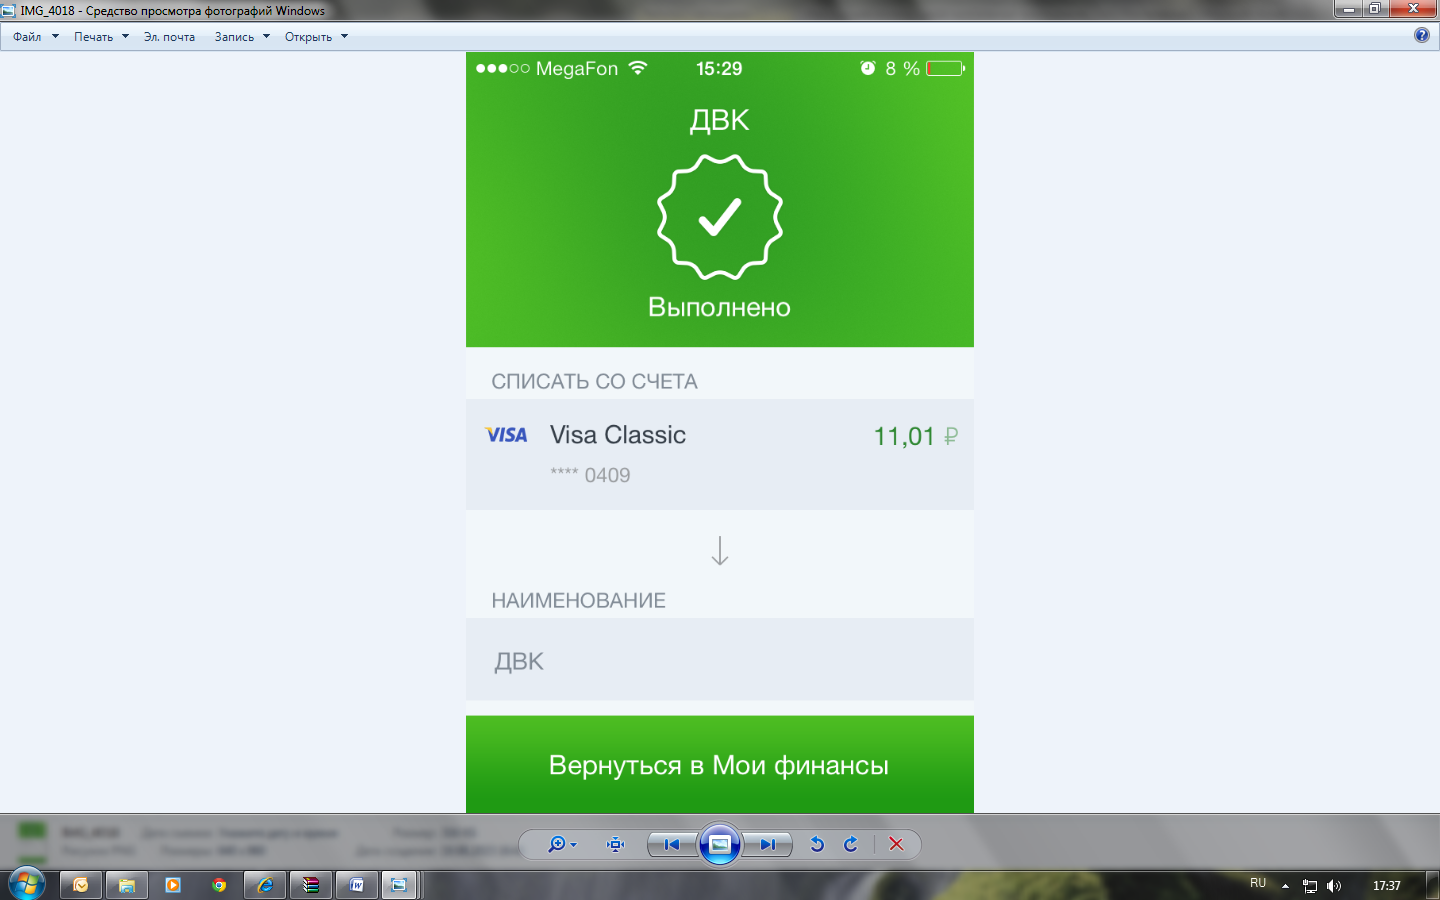 IMG_4018 - Средство просмотра фотографий Windows
Файл Печать Эл. почта Запись Открыть
MegaFon 15:29 8 %
ДВК
Выполнено
СПИСАТЬ СО СЧЕТА
VISA Visa Classic 11,01 ₽
**** 0409
НАИМЕНОВАНИЕ
ДВК
Вернуться в Мои финансы
IMG_4018
RU 17:37